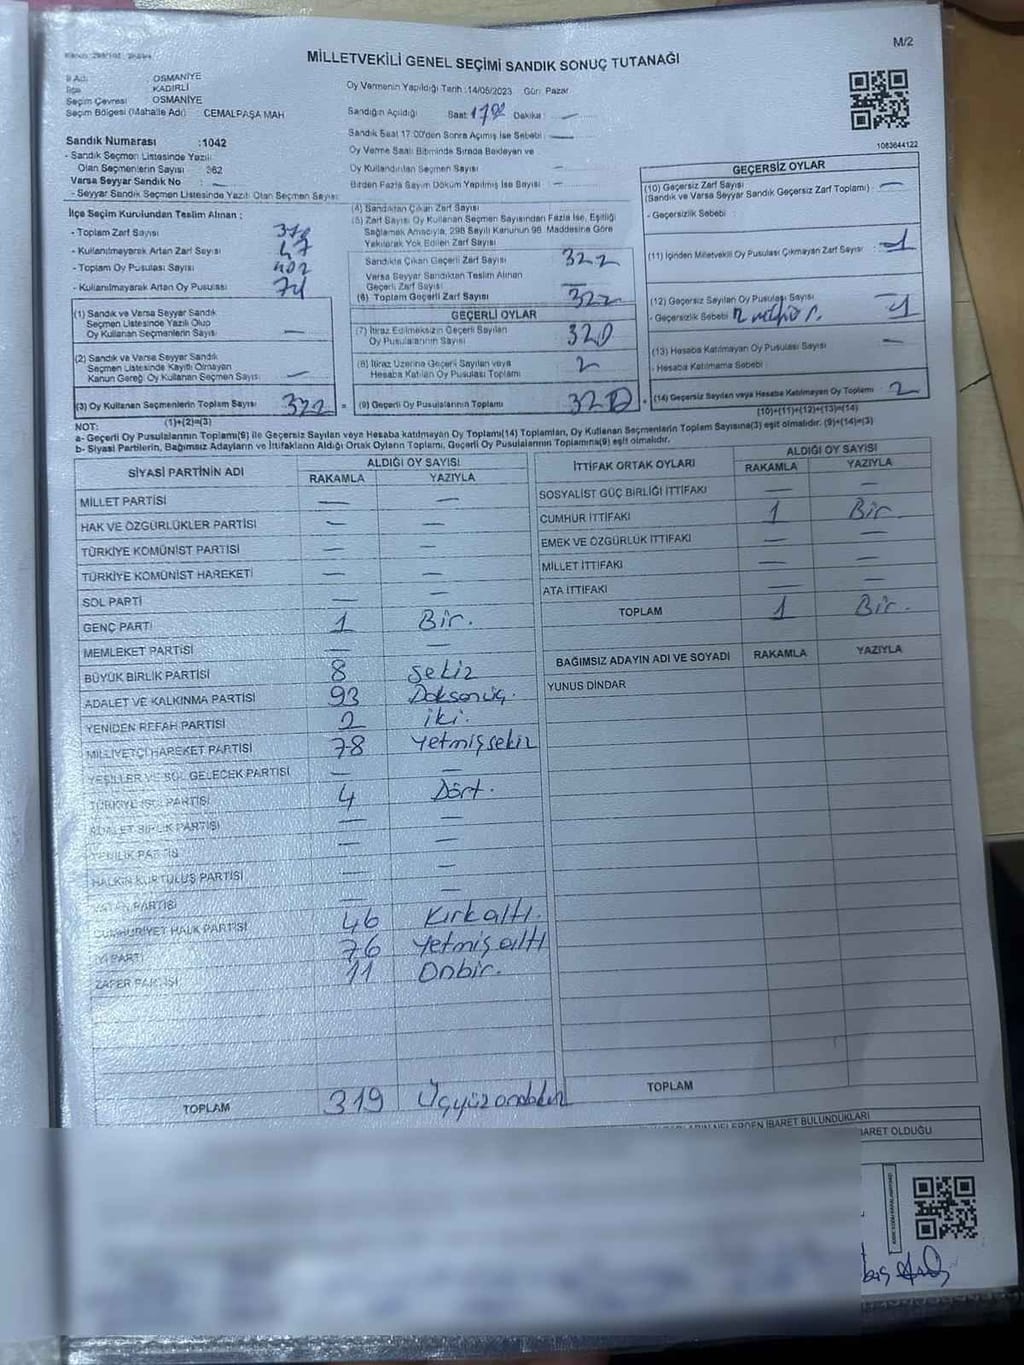 M/2
MİLLETVEKİLİ GENEL SEÇİMİ SANDIK SONUÇ TUTANAĞI
İl Adı : OSMANİYE
İlçe KADİRLİ
Seçim Çevresi OSMANİYE
Seçim Bölgesi (Mahalle Adı) CEMALPAŞA MAH
Oy Vermenin Yapıldığı Tarih :14/05/2023 Gün: Pazar
Sandığın Açıldığı Saat: 17:00 Dakika : —
Sandık Saat 17:00'den Sonra Açılmış İse Sebebi : —
Oy Verme Saati Bitiminde Sırada Bekleyen ve
Oy Kullandırılan Seçmen Sayısı —
Birden Fazla Sayım Döküm Yapılmış İse Sayısı : —
1083644122
Sandık Numarası :1042
- Sandık Seçmen Listesinde Yazılı
Olan Seçmenlerin Sayısı : 362
Varsa Seyyar Sandık No : —
- Seyyar Sandık Seçmen Listesinde Yazılı Olan Seçmen Sayısı:
İlçe Seçim Kurulundan Teslim Alınan :
- Toplam Zarf Sayısı
- Kullanılmayarak Artan Zarf Sayısı : 47
- Toplam Oy Pusulası Sayısı 402
- Kullanılmayarak Artan Oy Pusulası
(1) Sandık ve Varsa Seyyar Sandık
Seçmen Listesinde Yazılı Olup
Oy Kullanan Seçmenlerin Sayısı —
(2) Sandık ve Varsa Seyyar Sandık
Seçmen Listesinde Kayıtlı Olmayan
Kanun Gereği Oy Kullanan Seçmen Sayısı: —
(3) Oy Kullanan Seçmenlerin Toplam Sayısı 322 =
(1)+(2)=(3)
(4) Sandıktan Çıkan Zarf Sayısı
(5) Zarf Sayısı Oy Kullanan Seçmen Sayısından Fazla İse, Eşitliği
Sağlamak Amacıyla, 298 Sayılı Kanunun 98. Maddesine Göre
Yakılarak Yok Edilen Zarf Sayısı
Sandıkta Çıkan Geçerli Zarf Sayısı 322
Varsa Seyyar Sandıktan Teslim Alınan
Geçerli Zarf Sayısı —
(6) Toplam Geçerli Zarf Sayısı 322
GEÇERLİ OYLAR
(7) İtiraz Edilmeksizin Geçerli Sayılan
Oy Pusulalarının Sayısı 320
(8) İtiraz Üzerine Geçerli Sayılan veya
Hesaba Katılan Oy Pusulası Toplamı
(9) Geçerli Oy Pusulalarının Toplamı 320 +
GEÇERSİZ OYLAR
(10) Geçersiz Zarf Sayısı
(Sandık ve Varsa Seyyar Sandık Geçersiz Zarf Toplamı) : —
- Geçersizlik Sebebi :
(11) İçinden Milletvekili Oy Pusulası Çıkmayan Zarf Sayısı : 1
(12) Geçersiz Sayılan Oy Pusulası Sayısı 1
- Geçersizlik Sebebi : 2 mühür.
(13) Hesaba Katılmayan Oy Pusulası Sayısı —
- Hesaba Katılmama Sebebi :
(14) Geçersiz Sayılan veya Hesaba Katılmayan Oy Toplamı 2
(10)+(11)+(12)+(13)=(14)
NOT:
a- Geçerli Oy Pusulalarının Toplamı(9) ile Geçersiz Sayılan veya Hesaba katılmayan Oy Toplamı(14) Toplamları, Oy Kullanan Seçmenlerin Toplam Sayısına(3) eşit olmalıdır. (9)+(14)=(3)
b- Siyasi Partilerin, Bağımsız Adayların ve İttifakların Aldığı Ortak Oyların Toplamı, Geçerli Oy Pusulalarının Toplamına(9) eşit olmalıdır.
SİYASİ PARTİNİN ADI ALDIĞI OY SAYISI
RAKAMLA YAZIYLA
MİLLET PARTİSİ — —
HAK VE ÖZGÜRLÜKLER PARTİSİ — —
TÜRKİYE KOMÜNİST PARTİSİ — —
TÜRKİYE KOMÜNİST HAREKETİ — —
SOL PARTİ — —
GENÇ PARTİ 1 Bir.
MEMLEKET PARTİSİ — —
BÜYÜK BİRLİK PARTİSİ 8 Sekiz
ADALET VE KALKINMA PARTİSİ 93 Doksanüç.
YENİDEN REFAH PARTİSİ 2 iki.
MİLLİYETÇİ HAREKET PARTİSİ 78 Yetmişsekiz
YEŞİLLER VE SOL GELECEK PARTİSİ — —
TÜRKİYE İŞÇİ PARTİSİ 4 Dört.
ADALET BİRLİK PARTİSİ — —
YENİLİK PARTİSİ — —
HALKIN KURTULUŞ PARTİSİ — —
VATAN PARTİSİ — —
CUMHURİYET HALK PARTİSİ 46 Kırkaltı.
İYİ PARTİ 76 Yetmişaltı
ZAFER PARTİSİ 11 Onbir.
TOPLAM 319 Üçyüzondokuz
İTTİFAK ORTAK OYLARI ALDIĞI OY SAYISI
RAKAMLA YAZIYLA
SOSYALİST GÜÇ BİRLİĞİ İTTİFAKI — —
CUMHUR İTTİFAKI 1 Bir.
EMEK VE ÖZGÜRLÜK İTTİFAKI — —
MİLLET İTTİFAKI — —
ATA İTTİFAKI — —
TOPLAM 1 Bir.
BAĞIMSIZ ADAYIN ADI VE SOYADI RAKAMLA YAZIYLA
YUNUS DİNDAR
TOPLAM
NELERDEN İBARET BULUNDUKLARI
İBARET OLDUĞU